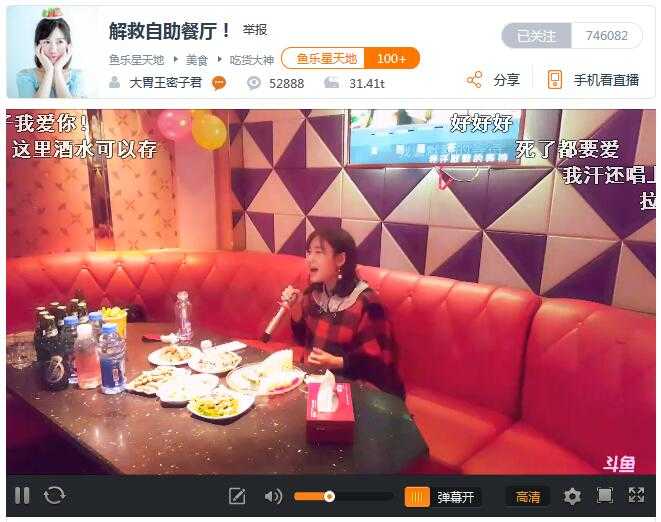 解救自助餐厅！ 举报
已关注 746082
鱼乐星天地 美食 吃货大神 鱼乐星天地 100+
大胃王密子君 52888 31.41t
分享 手机看直播
子我爱你！ 好好好
这里酒水可以存 死了都要爱
我汗还唱上
拉
斗鱼
弹幕开 高清